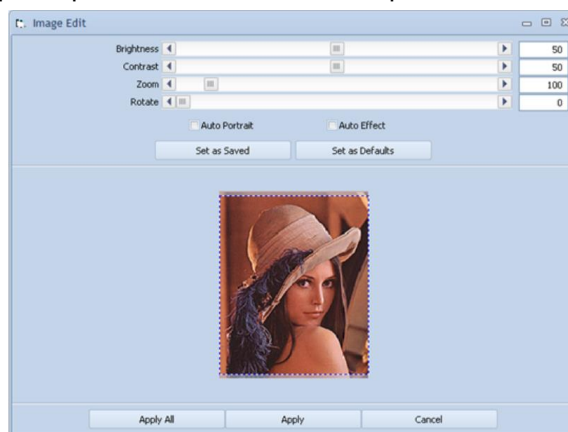 Image Edit
Brightness 50
Contrast 50
Zoom 100
Rotate 0
Auto Portrait Auto Effect
Set as Saved Set as Defaults
Apply All Apply Cancel